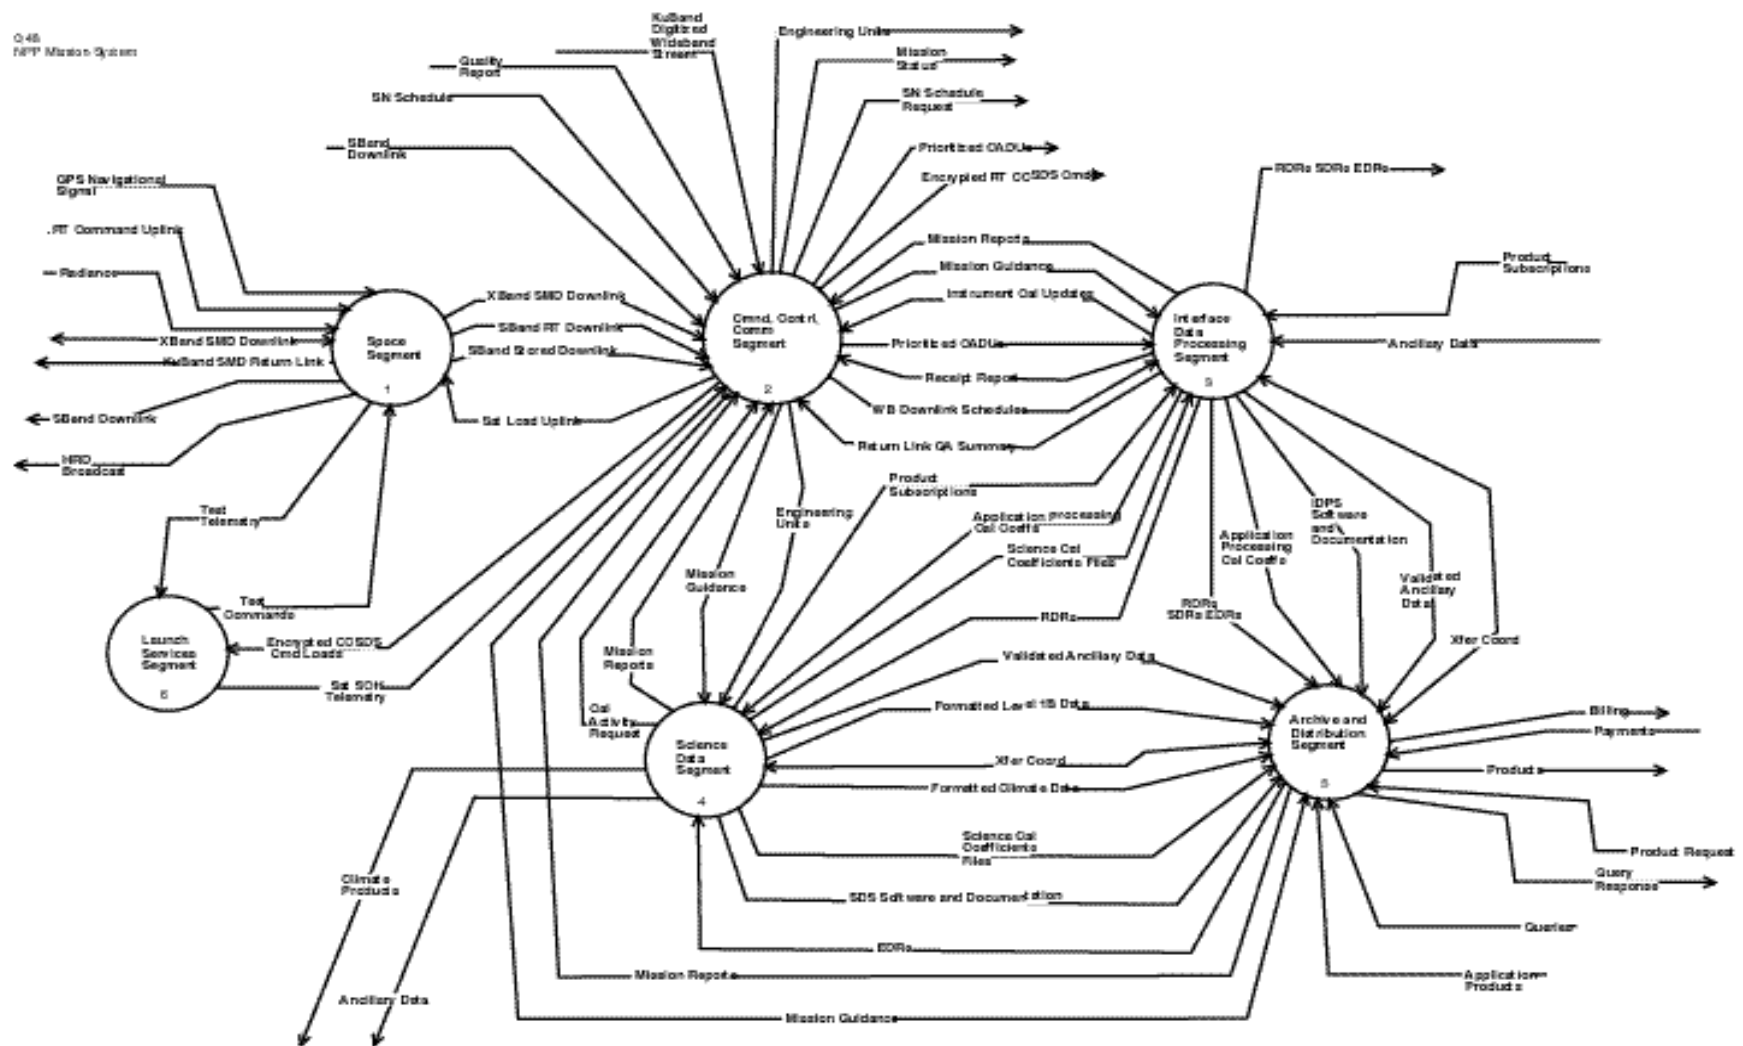 0,48
NPP Mission System
KuBand
Digitized
Wideband
Stream
Engineering Units
Mission
Status
Quality
Report
SN Schedule
SN Schedule
Request
SBand
Downlink
Prioritized CADUs
Encrypted RT CCSDS Cmds
RDRs SDRs EDRs
GPS Navigational
Signal
RT Command Uplink
Radiance
XBand SMD Downlink
KuBand SMD Return Link
SBand Downlink
HRD
Broadcast
Space
Segment
1
XBand SMD Downlink
SBand RT Downlink
SBand Stored Downlink
Sat Load Uplink
Cmnd, Contrl,
Comm
Segment
2
Mission Reports
Mission Guidance
Instrument Cal Updates
Prioritized CADUs
Receipt Report
WB Downlink Schedules
Return Link QA Summary
Interface
Data
Processing
Segment
3
Product
Subscriptions
Ancillary Data
Product
Subscriptions
Test
Telemetry
Engineering
Units
Application Processing
Cal Coeffs
Science Cal
Coefficients Files
Application
Processing
Cal Coeffs
IDPS
Software
and
Documentation
Validated
Ancillary
Data
Mission
Guidance
Test
Commands
RDRs
RDRs
SDRs EDRs
Xfer Coord
Launch
Services
Segment
6
Encrypted CCSDS
Cmd Loads
Sat SOH
Telemetry
Mission
Reports
Cal
Activity
Request
Validated Ancillary Data
Formatted Level 1B Data
Science
Data
Segment
4
Xfer Coord
Formatted Climate Data
Archive and
Distribution
Segment
5
Billing
Payments
Products
Science Cal
Coefficients
Files
Product Request
Query
Response
Climate
Products
SDS Software and Documentation
Queries
EDRs
Mission Reports
Application
Products
Ancillary Data
Mission Guidance